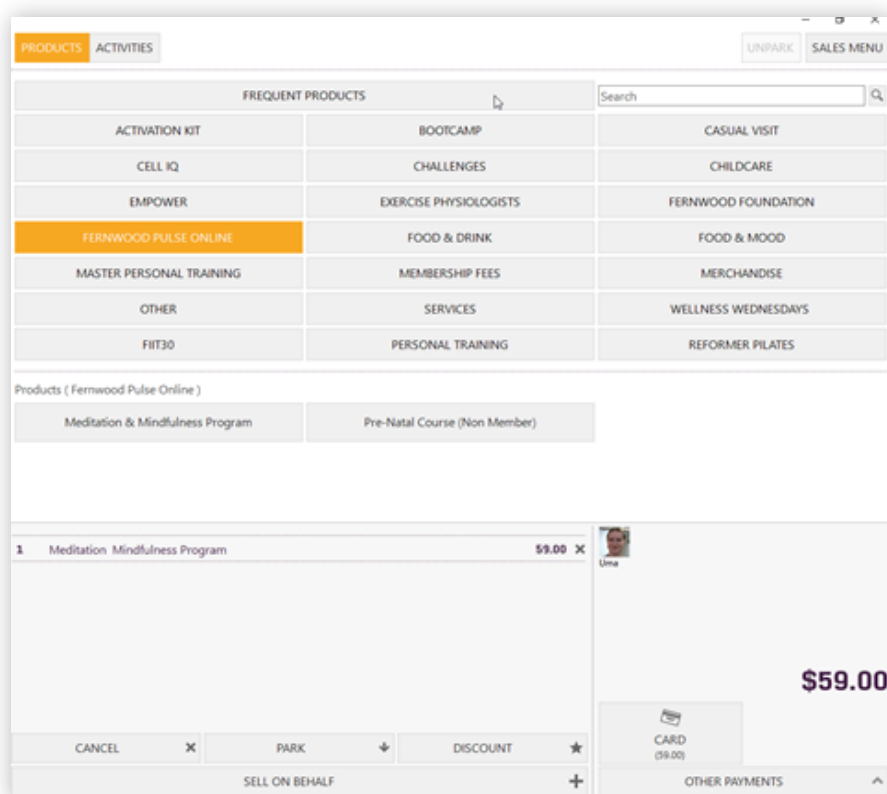 PRODUCTS ACTIVITIES UNPARK SALES MENU
FREQUENT PRODUCTS Search
ACTIVATION KIT BOOTCAMP CASUAL VISIT
CELL IQ CHALLENGES CHILDCARE
EMPOWER EXERCISE PHYSIOLOGISTS FERNWOOD FOUNDATION
FERNWOOD PULSE ONLINE FOOD & DRINK FOOD & MOOD
MASTER PERSONAL TRAINING MEMBERSHIP FEES MERCHANDISE
OTHER SERVICES WELLNESS WEDNESDAYS
FIIT30 PERSONAL TRAINING REFORMER PILATES
Products ( Fernwood Pulse Online )
Meditation & Mindfulness Program Pre-Natal Course (Non Member)
1 Meditation Mindfulness Program 59.00
Uma
$59.00
CARD
(59.00)
CANCEL PARK DISCOUNT
SELL ON BEHALF OTHER PAYMENTS